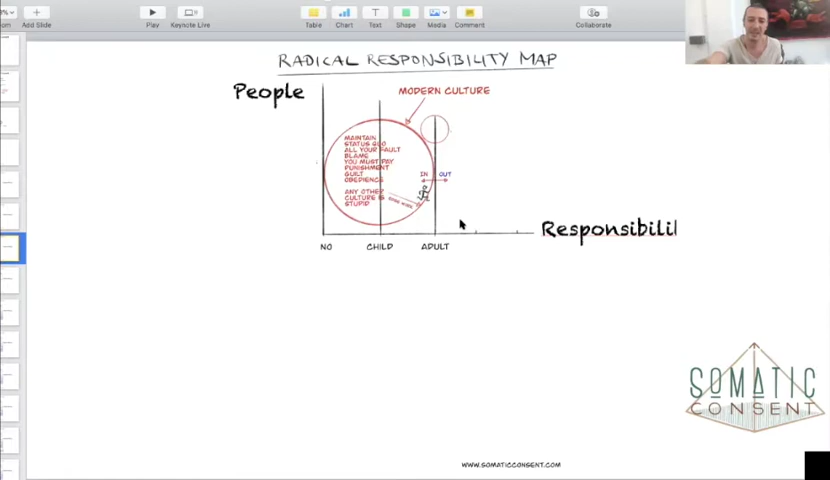 Add Slide
Play
Keynote Live
Table
Chart
Text
Shape
Media
Comment
Collaborate
RADICAL RESPONSIBILITY MAP
People
MODERN CULTURE
MAINTAIN
STATUS QUO
ALL YOUR FAULT
BLAME
YOU MUST PAY
PUNISHMENT
GUILT
OBEDIENCE
ANY OTHER
CULTURE IS
STUPID
IN
OUT
Responsibili
NO
CHILD
ADULT
SOMATIC
CONSENT
WWW.SOMATICCONSENT.COM